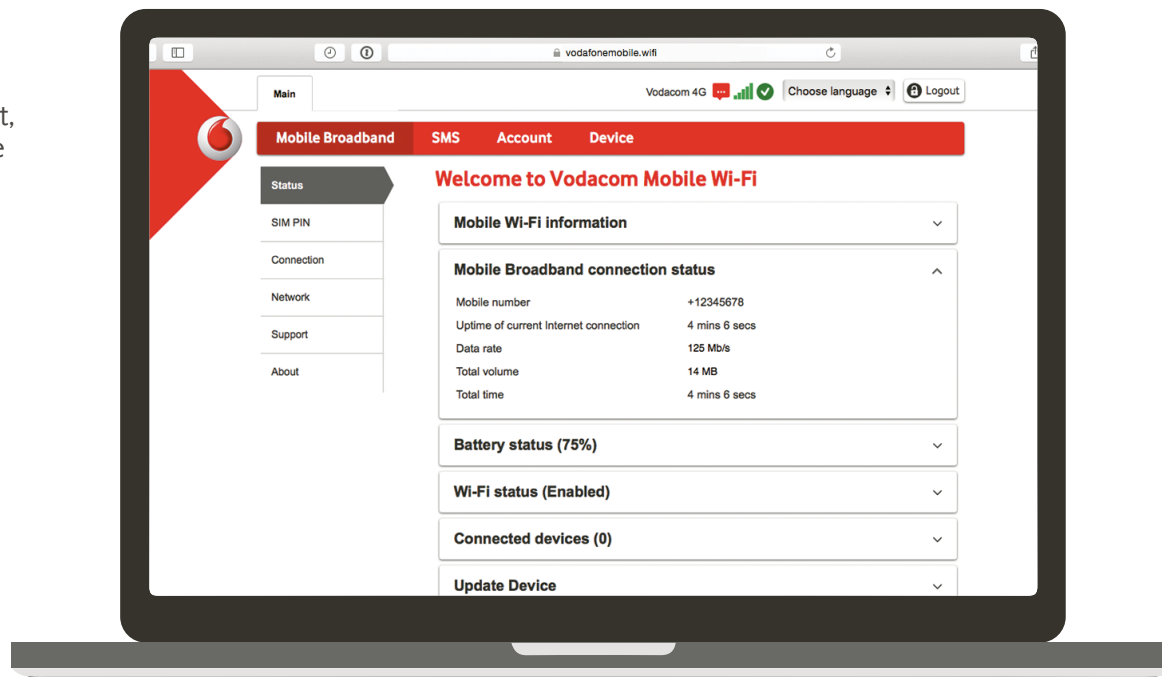 t,
e
vodafonemobile.wifi
Main
Vodacom 4G
Choose language
Logout
Mobile Broadband SMS Account Device
Status
SIM PIN
Connection
Network
Support
About
Welcome to Vodacom Mobile Wi-Fi
Mobile Wi-Fi information
Mobile Broadband connection status
Mobile number +12345678
Uptime of current Internet connection 4 mins 6 secs
Data rate 125 Mb/s
Total volume 14 MB
Total time 4 mins 6 secs
Battery status (75%)
Wi-Fi status (Enabled)
Connected devices (0)
Update Device